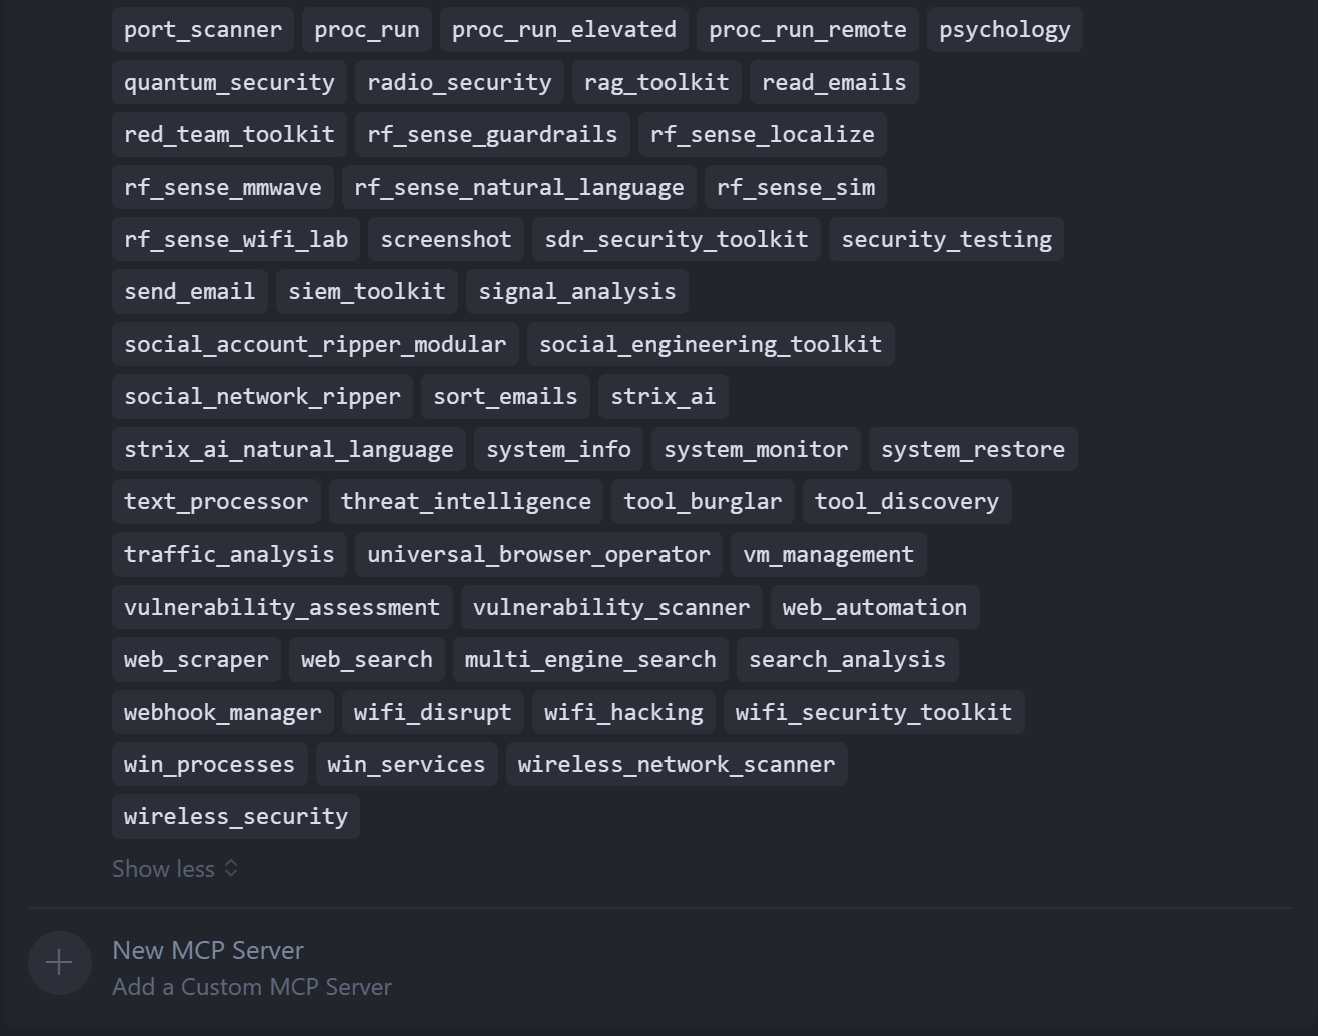 port_scanner proc_run proc_run_elevated proc_run_remote psychology
quantum_security radio_security rag_toolkit read_emails
red_team_toolkit rf_sense_guardrails rf_sense_localize
rf_sense_mmwave rf_sense_natural_language rf_sense_sim
rf_sense_wifi_lab screenshot sdr_security_toolkit security_testing
send_email siem_toolkit signal_analysis
social_account_ripper_modular social_engineering_toolkit
social_network_ripper sort_emails strix_ai
strix_ai_natural_language system_info system_monitor system_restore
text_processor threat_intelligence tool_burglar tool_discovery
traffic_analysis universal_browser_operator vm_management
vulnerability_assessment vulnerability_scanner web_automation
web_scraper web_search multi_engine_search search_analysis
webhook_manager wifi_disrupt wifi_hacking wifi_security_toolkit
win_processes win_services wireless_network_scanner
wireless_security
Show less
New MCP Server
Add a Custom MCP Server